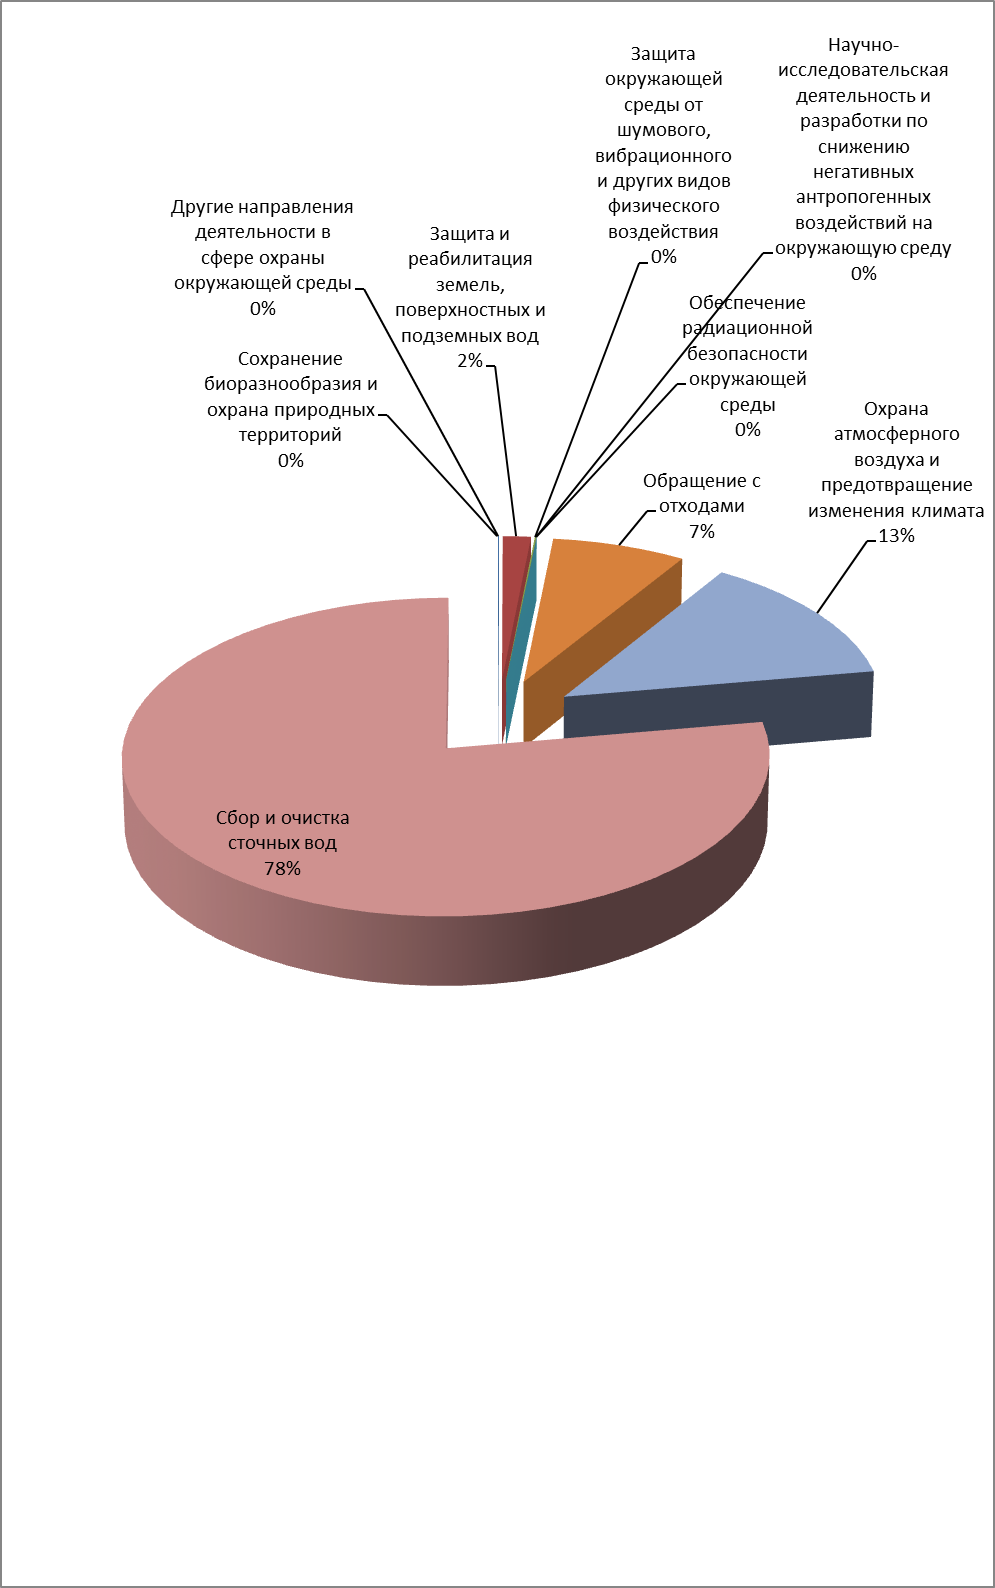 Научно-
исследовательская
деятельность и
разработки по
снижению
негативных
антропогенных
воздействий на
окружающую среду
0%
Защита
окружающей
среды от
шумового,
вибрационного
и других видов
физического
воздействия
0%
Другие направления
деятельности в
сфере охраны
окружающей среды
0%
Защита и
реабилитация
земель,
поверхностных и
подземных вод
2%
Обеспечение
радиационной
безопасности
окружающей
среды
0%
Сохранение
биоразнообразия и
охрана природных
территорий
0%
Охрана
атмосферного
воздуха и
предотвращение
изменения климата
13%
Обращение с
отходами
7%
Сбор и очистка
сточных вод
78%